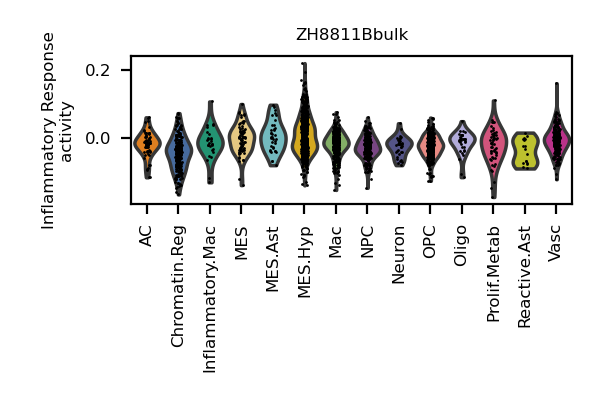 ZH8811Bbulk
Inflammatory Response
activity
0.2
0.0
AC
Chromatin.Reg
Inflammatory.Mac
MES
MES.Ast
MES.Hyp
Mac
NPC
Neuron
OPC
Oligo
Prolif.Metab
Reactive.Ast
Vasc